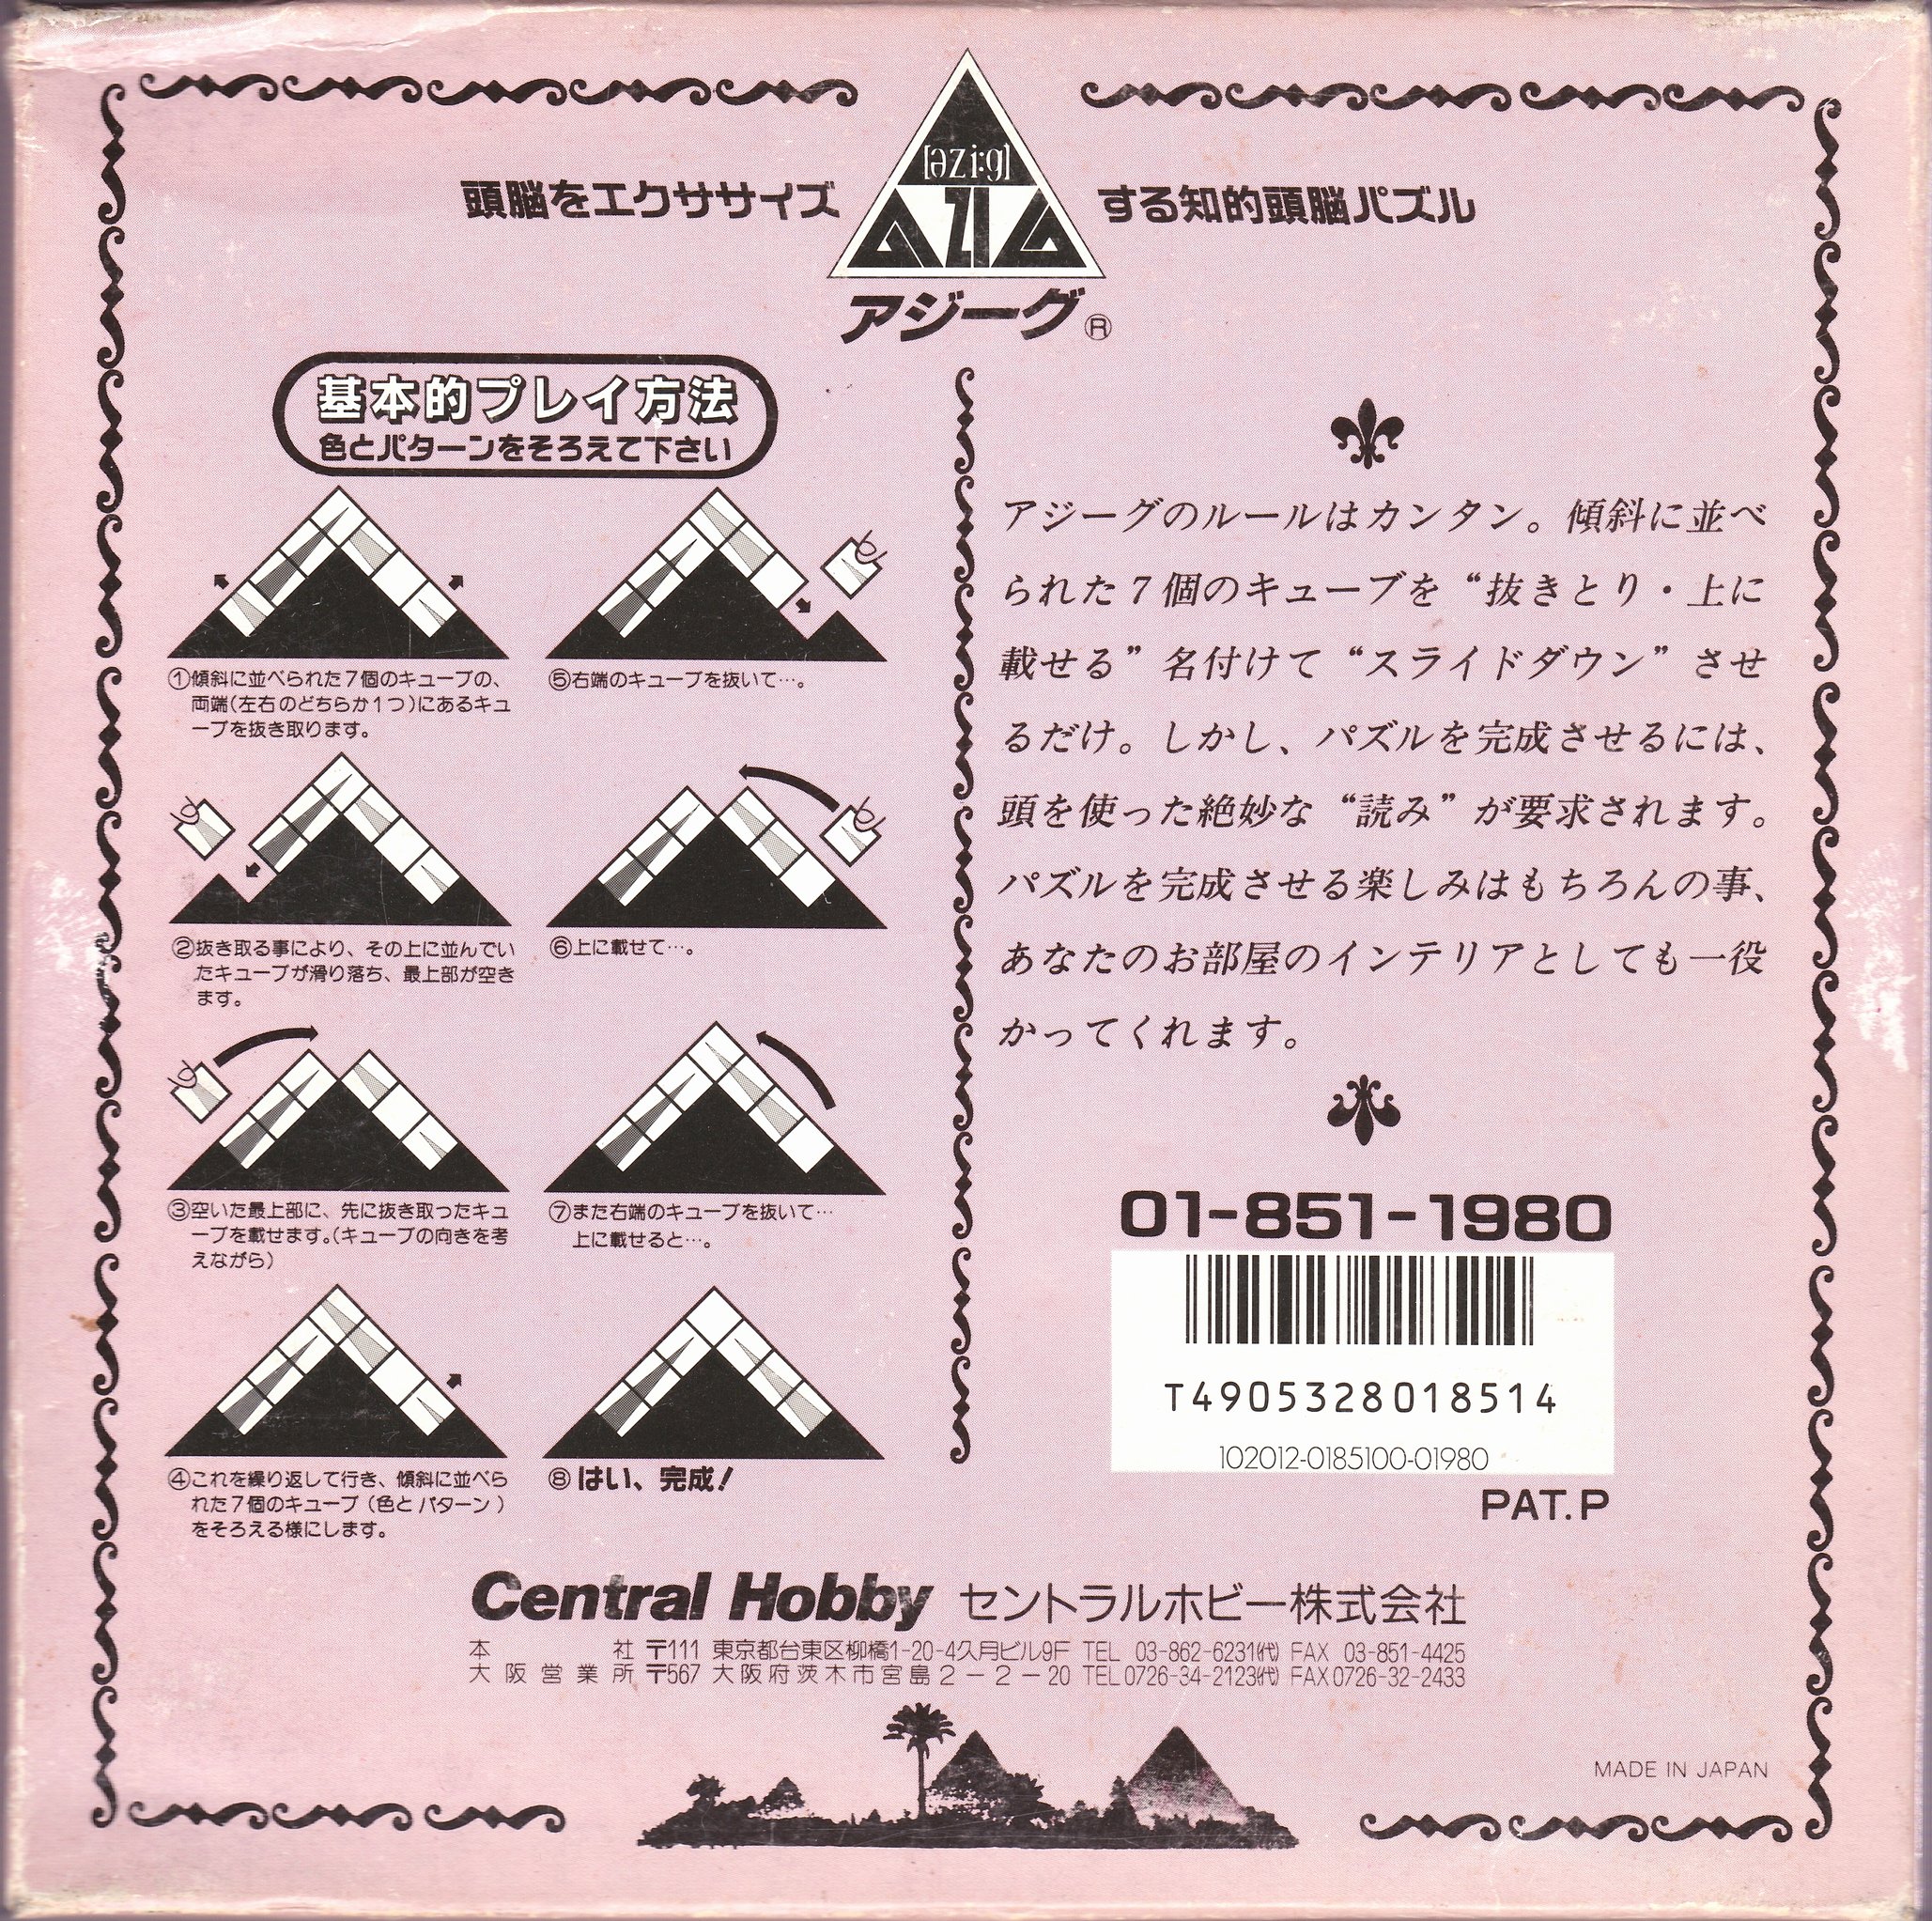 [əzi:g]
AZIG
頭脳をエクササイズ
する知的頭脳パズル
アジーグ®
基本的プレイ方法
色とパターンをそろえて下さい
①傾斜に並べられた7個のキューブの、
両端(左右のどちらか1つ)にあるキュ
ーブを抜き取ります。
②抜き取る事により、その上に並んでい
たキューブが滑り落ち、最上部が空き
ます。
③空いた最上部に、先に抜き取ったキュ
ーブを載せます。(キューブの向きを考
えながら)
④これを繰り返して行き、傾斜に並べら
れた7個のキューブ(色とパターン)
をそろえる様にします。
⑤右端のキューブを抜いて…。
⑥上に載せて…。
⑦また右端のキューブを抜いて…
上に載せると…。
⑧はい、完成!
アジーグのルールはカンタン。傾斜に並べ
られた7個のキューブを“抜きとり・上に
載せる”名付けて“スライドダウン”させ
るだけ。しかし、パズルを完成させるには、
頭を使った絶妙な“読み”が要求されます。
パズルを完成させる楽しみはもちろんの事、
あなたのお部屋のインテリアとしても一役
かってくれます。
01-851-1980
T4905328018514
102012-0185100-01980
PAT.P
Central Hobby セントラルホビー株式会社
本社 〒111 東京都台東区柳橋1-20-4久月ビル9F TEL 03-862-6231㈹ FAX 03-851-4425
大阪営業所 〒567 大阪府茨木市宮島2-2-20 TEL0726-34-2123㈹ FAX0726-32-2433
MADE IN JAPAN